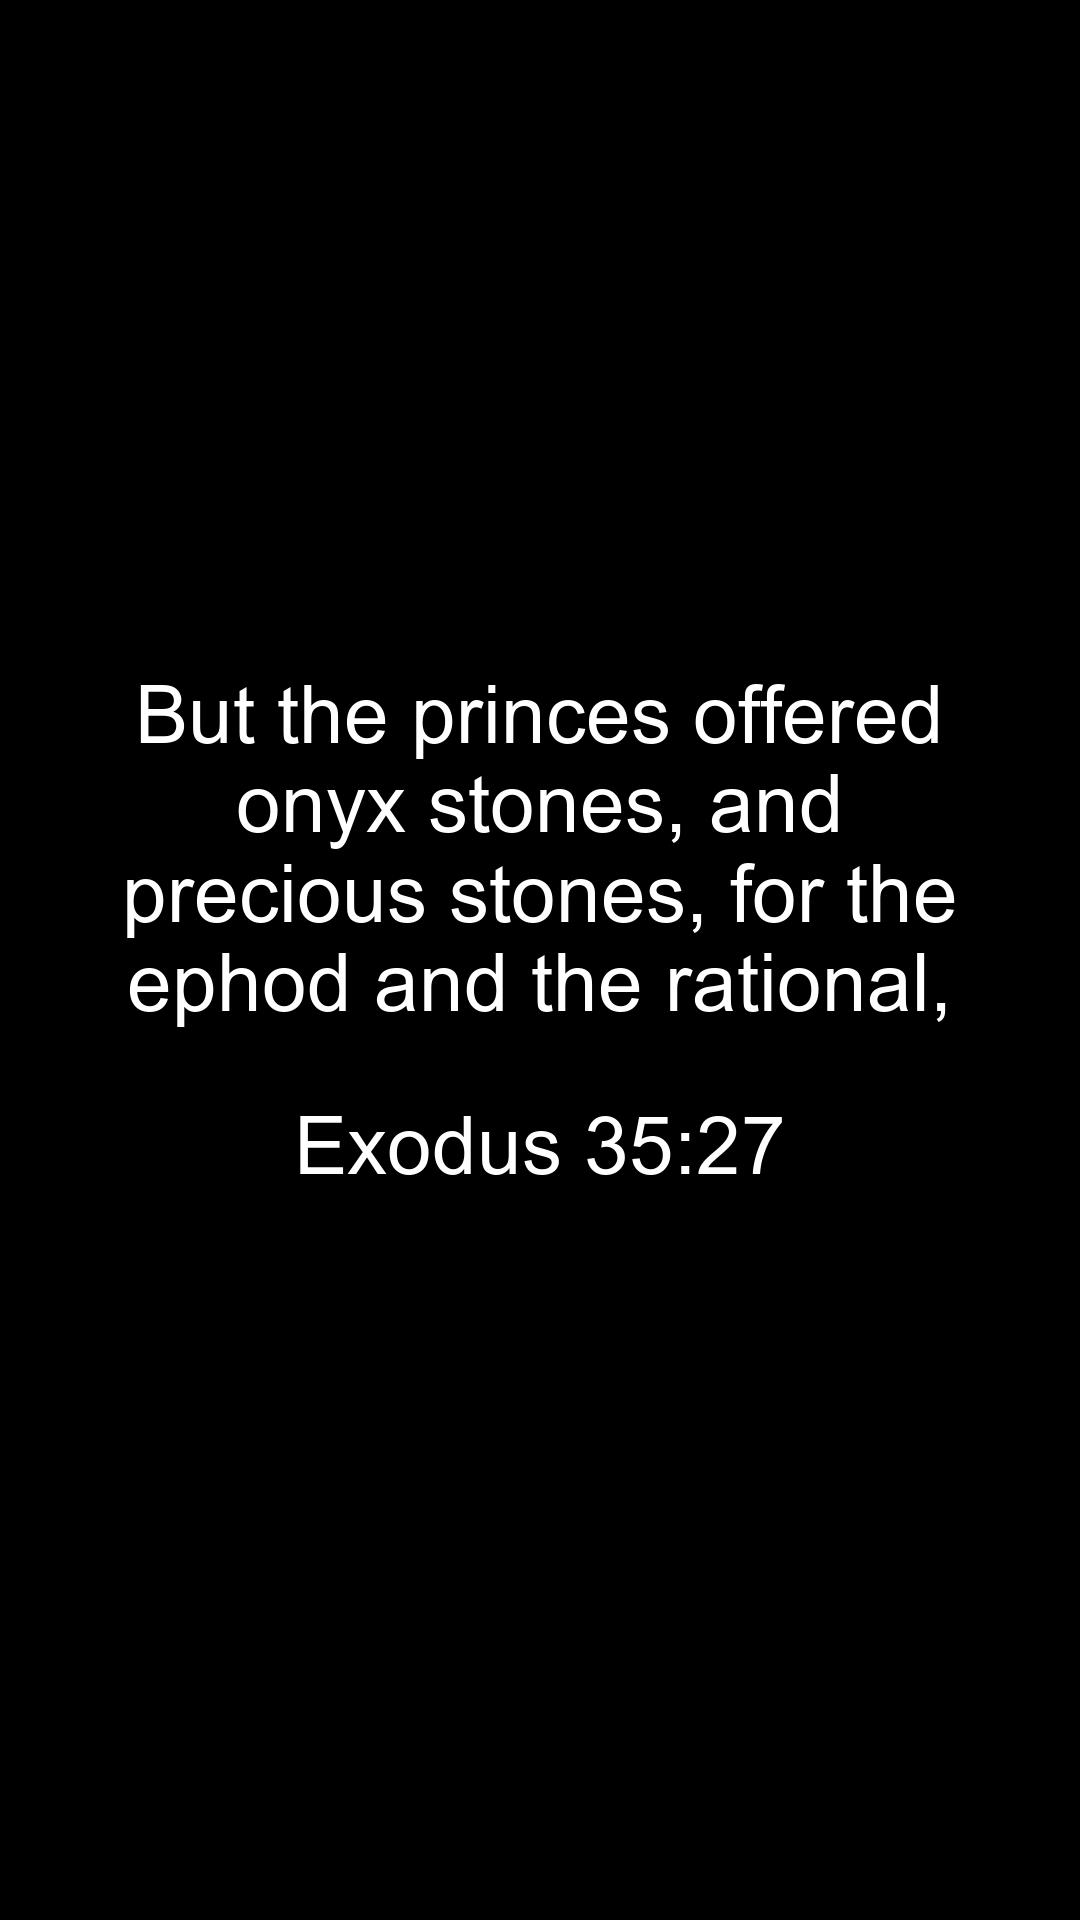 But the princes offered
onyx stones, and
precious stones, for the
ephod and the rational,
Exodus 35:27